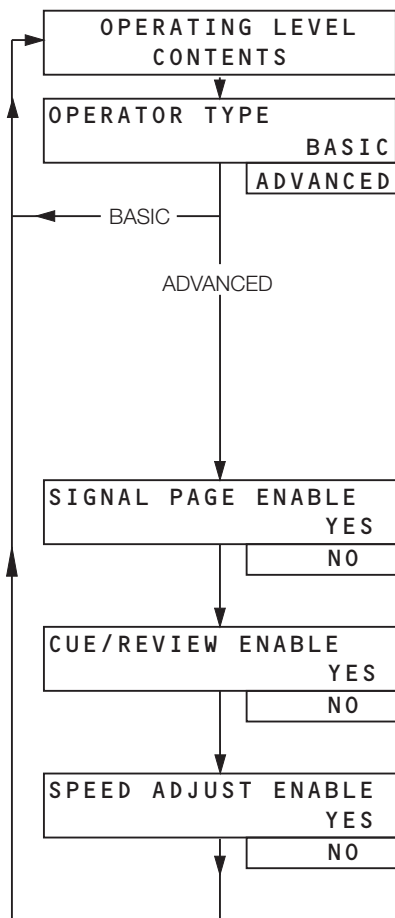 OPERATING LEVEL
CONTENTS
OPERATOR TYPE
BASIC
ADVANCED
BASIC
ADVANCED
SIGNAL PAGE ENABLE
YES
NO
CUE/REVIEW ENABLE
YES
NO
SPEED ADJUST ENABLE
YES
NO